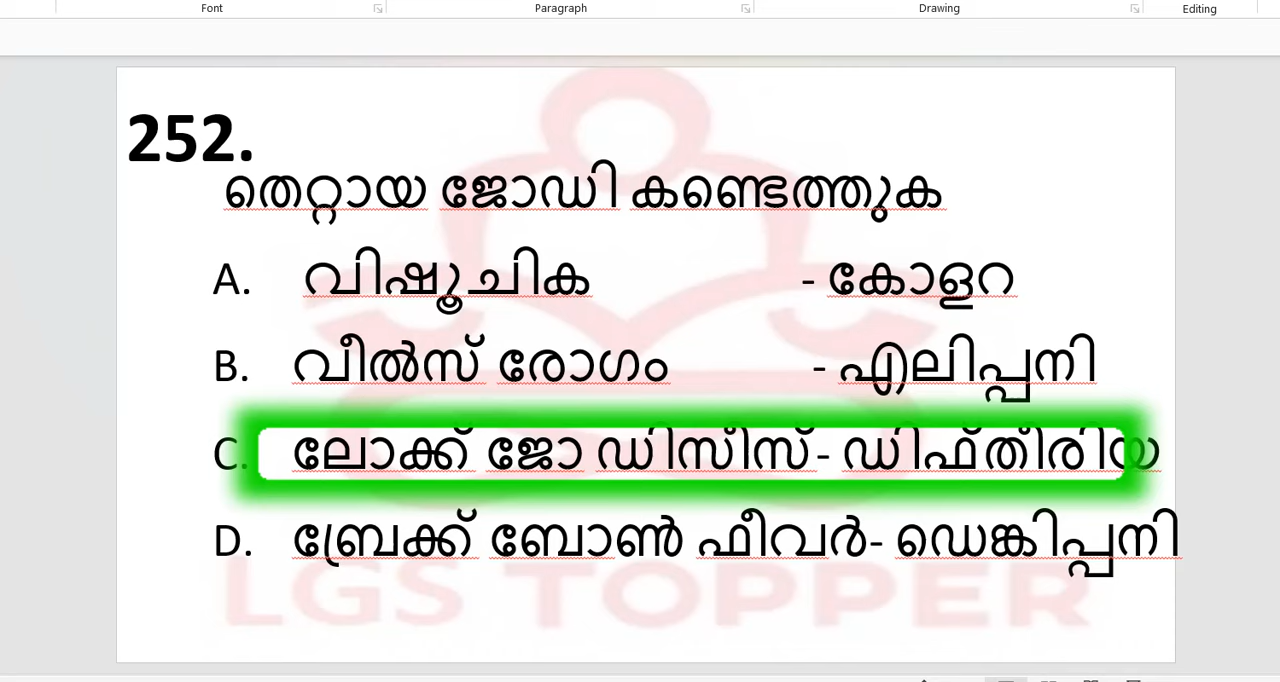 Font Paragraph Drawing Editing
252.
തെറ്റായ ജോഡി കണ്ടെത്തുക
A. വിഷൂചിക - കോളറ
B. വീൽസ് രോഗം - എലിപ്പനി
C. ലോക്ക് ജോ ഡിസീസ്- ഡിഫ്തീരിയ
D. ബ്രേക്ക് ബോൺ ഫീവർ- ഡെങ്കിപ്പനി
LGS TOPPER